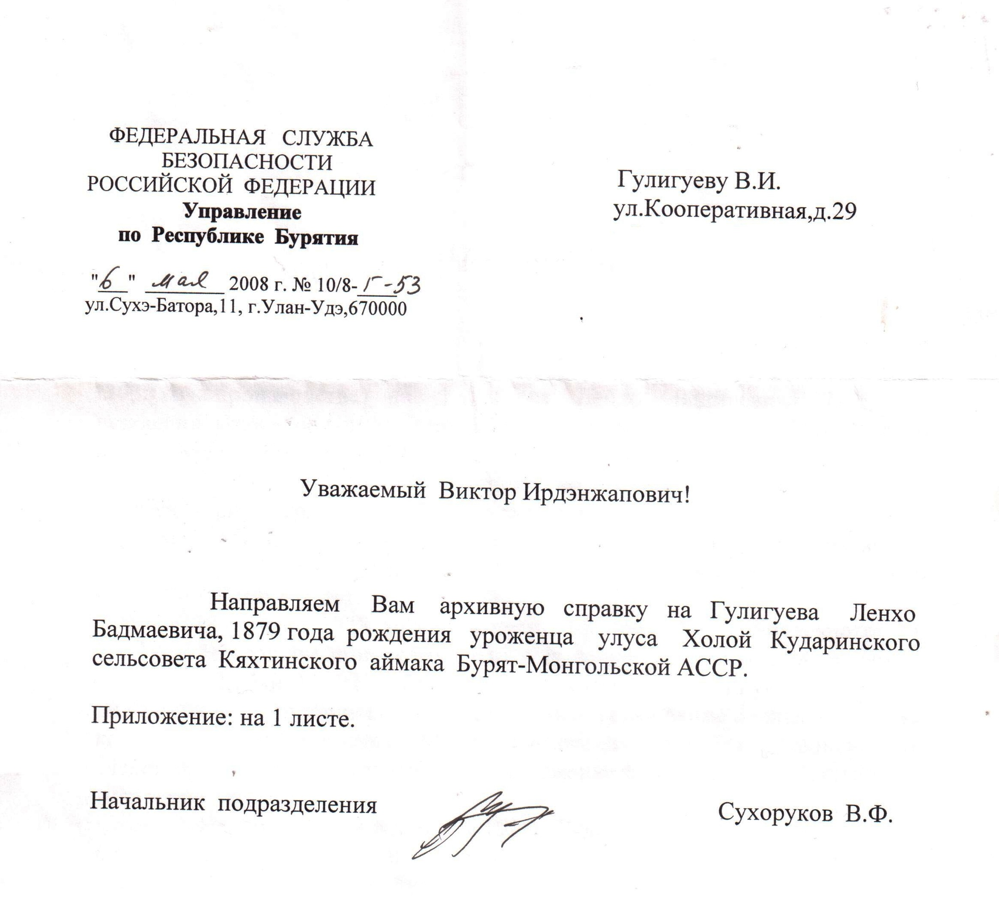 ФЕДЕРАЛЬНАЯ СЛУЖБА
БЕЗОПАСНОСТИ
РОССИЙСКОЙ ФЕДЕРАЦИИ
Управление
по Республике Бурятия
"6" мая 2008 г. № 10/8-Г-53
ул.Сухэ-Батора,11, г.Улан-Удэ,670000
Гулигуеву В.И.
ул.Кооперативная,д.29
Уважаемый Виктор Ирдэнжапович!
Направляем Вам архивную справку на Гулигуева Ленхо
Бадмаевича, 1879 года рождения уроженца улуса Холой Кударинского
сельсовета Кяхтинского аймака Бурят-Монгольской АССР.
Приложение: на 1 листе.
Начальник подразделения
Сухоруков В.Ф.